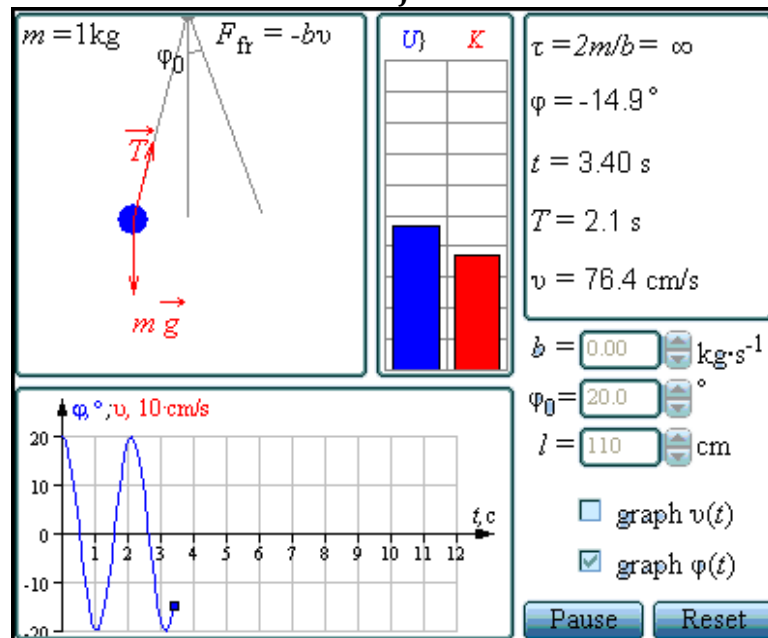 m = 1kg
φ0
Ffr = -bυ
T
m g
U} K
τ = 2m/b = ∞
φ = -14.9°
t = 3.40 s
T = 2.1 s
υ = 76.4 cm/s
b = 0.00 kg·s-1
φ0= 20.0 °
l = 110 cm
φ,° ;υ, 10·cm/s
20
10
0
-10
-20
1 2 3 4 5 6 7 8 9 10 11 12
t,c
graph υ(t)
graph φ(t)
Pause Reset